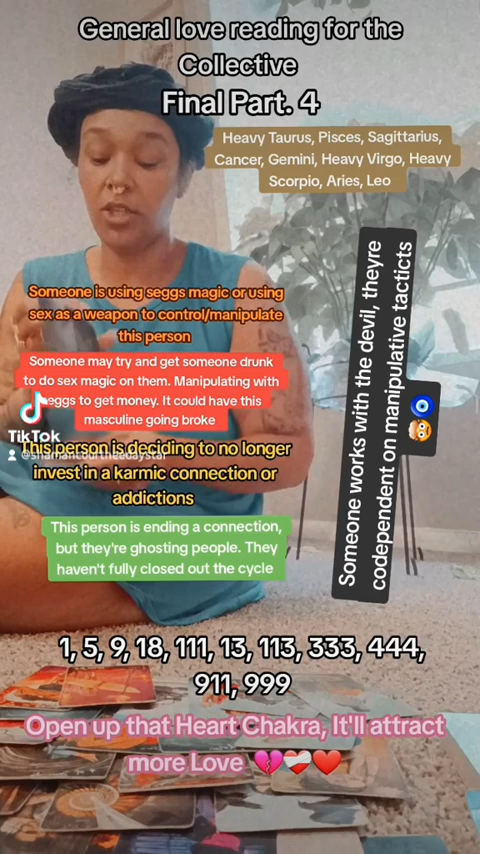 General love reading for the
Collective
Final Part. 4
Heavy Taurus, Pisces, Sagittarius,
Cancer, Gemini, Heavy Virgo, Heavy
Scorpio, Aries, Leo
Someone is using seggs magic or using
sex as a weapon to control/manipulate
this person
Someone may try and get someone drunk
to do sex magic on them. Manipulating with
seggs to get money. It could have this
masculine going broke
TikTok
This person is deciding to no longer
invest in a karmic connection or
addictions
This person is ending a connection,
but they're ghosting people. They
haven't fully closed out the cycle
Someone works with the devil, theyre
codependent on manipulative tacticts
🧿
🤯
1, 5, 9, 18, 111, 13, 113, 333, 444,
911, 999
Open up that Heart Chakra, It'll attract
more Love 💔❤️‍🩹❤️